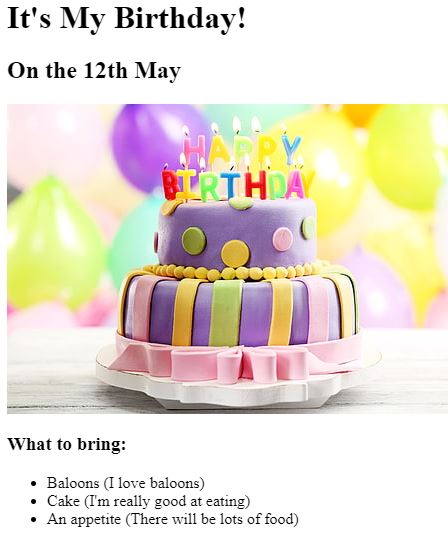 It's My Birthday!
On the 12th May
HAPPY
BIRTHDAY
What to bring:
Baloons (I love baloons)
Cake (I'm really good at eating)
An appetite (There will be lots of food)